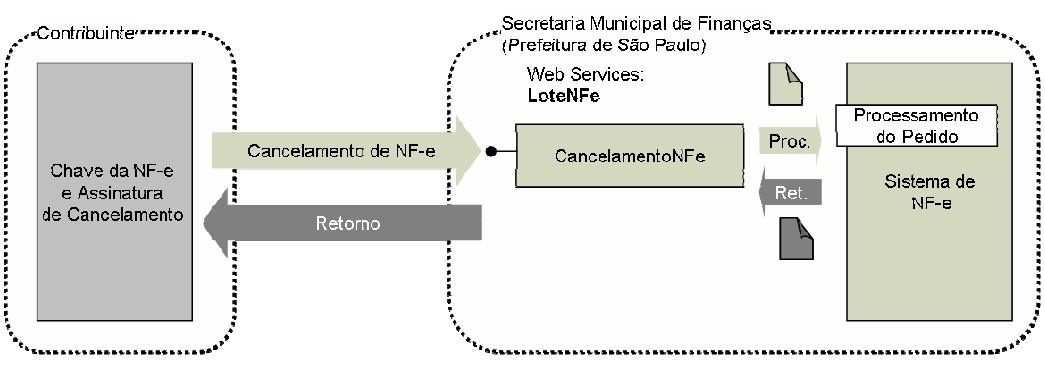 Contribuinte
Secretaria Municipal de Finanças
(Prefeitura de São Paulo)
Web Services:
LoteNFe
Chave da NF-e
e Assinatura
de Cancelamento
Cancelamento de NF-e
Retorno
CancelamentoNFe
Proc.
Ret.
Processamento
do Pedido
Sistema de
NF-e